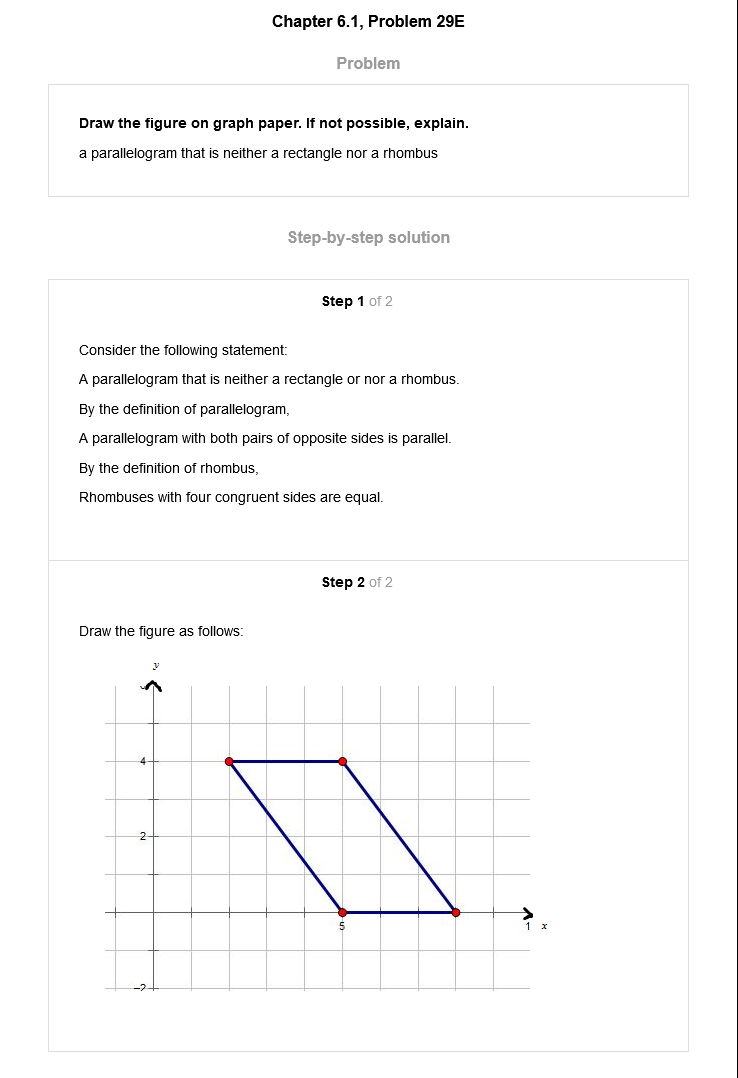 Chapter 6.1, Problem 29E
Problem
Draw the figure on graph paper. If not possible, explain.
a parallelogram that is neither a rectangle nor a rhombus
Step-by-step solution
Step 1 of 2
Consider the following statement:
A parallelogram that is neither a rectangle or nor a rhombus.
By the definition of parallelogram,
A parallelogram with both pairs of opposite sides is parallel.
By the definition of rhombus,
Rhombuses with four congruent sides are equal.
Step 2 of 2
Draw the figure as follows:
y
4
2
5
1 x
-2